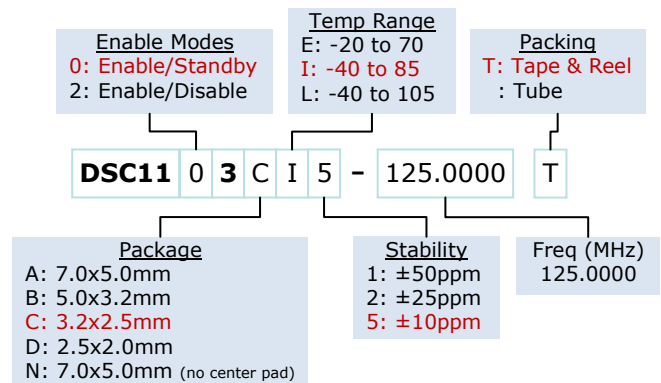 Enable Modes
0: Enable/Standby
2: Enable/Disable
Temp Range
E: -20 to 70
I: -40 to 85
L: -40 to 105
Packing
T: Tape & Reel
: Tube
DSC11 0 3 C I 5 – 125.0000 T
Package
A: 7.0x5.0mm
B: 5.0x3.2mm
C: 3.2x2.5mm
D: 2.5x2.0mm
N: 7.0x5.0mm (no center pad)
Stability
1: ±50ppm
2: ±25ppm
5: ±10ppm
Freq (MHz)
125.0000